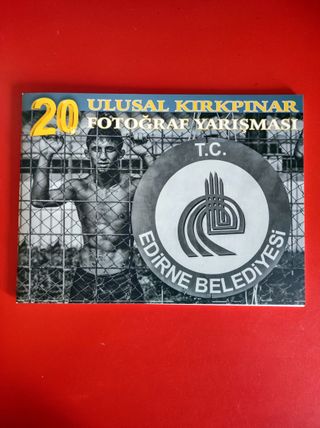 20
ULUSAL KIRKPINAR
FOTOĞRAF YARIŞMASI
T.C.
EDİRNE BELEDİYESİ